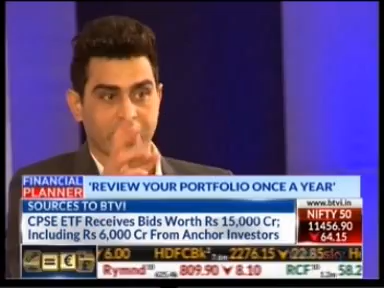 FINANCIAL
PLANNER
'REVIEW YOUR PORTFOLIO ONCE A YEAR'
SOURCES TO BTVI
CPSE ETF Receives Bids Worth Rs 15,000 Cr;
Including Rs 6,000 Cr From Anchor Investors
www.btvi.in
NIFTY 50
11456.90
64.15
6.00 HDFCBk 2276.15 22.85
Rymnd 809.90 8.10 RCF 58.2